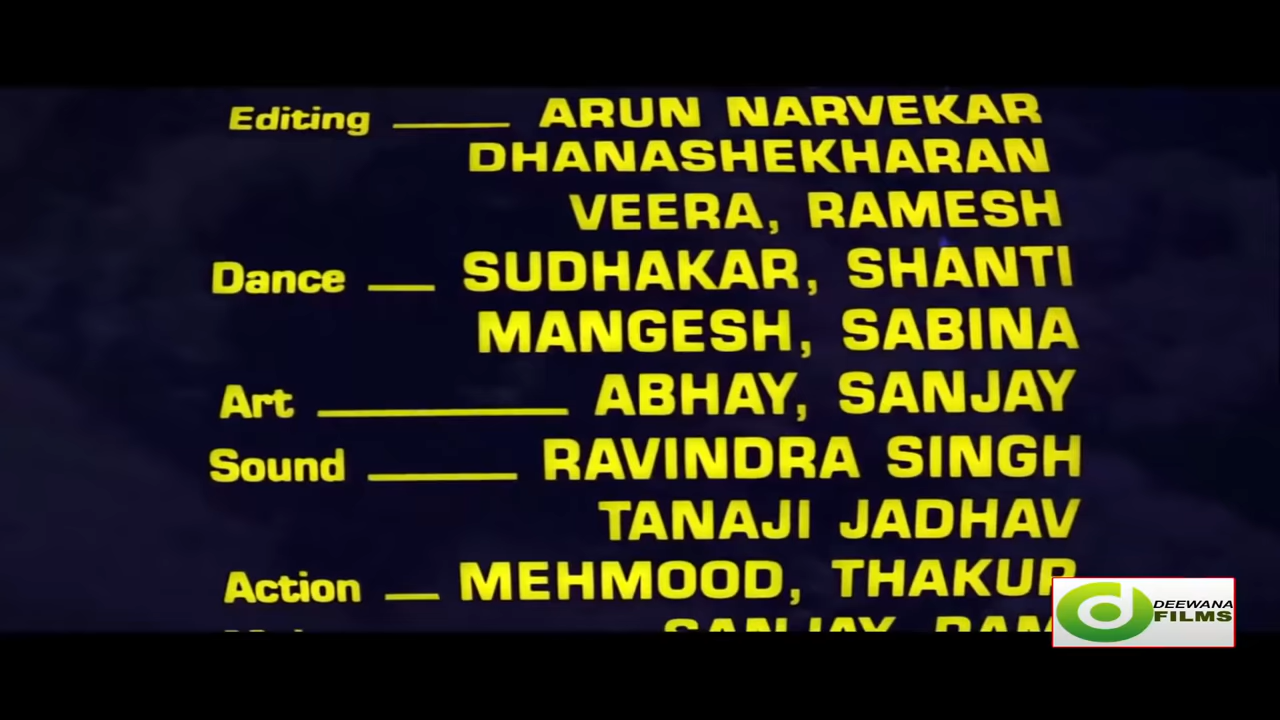 Editing ARUN NARVEKAR
DHANASHEKHARAN
VEERA, RAMESH
Dance SUDHAKAR, SHANTI
MANGESH, SABINA
Art ABHAY, SANJAY
Sound RAVINDRA SINGH
TANAJI JADHAV
Action MEHMOOD, THAKUR
SANJAY,
DEEWANA
FILMS